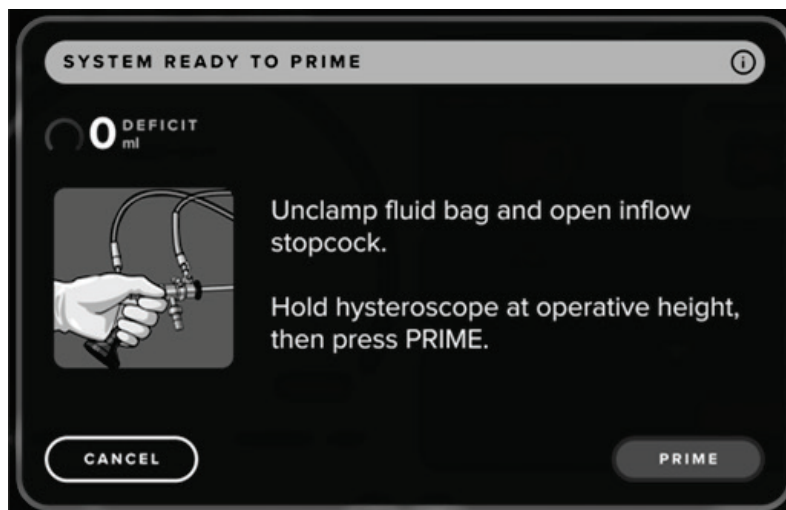 SYSTEM READY TO PRIME
0 DEFICIT
ml
Unclamp fluid bag and open inflow
stopcock.
Hold hysteroscope at operative height,
then press PRIME.
CANCEL
PRIME